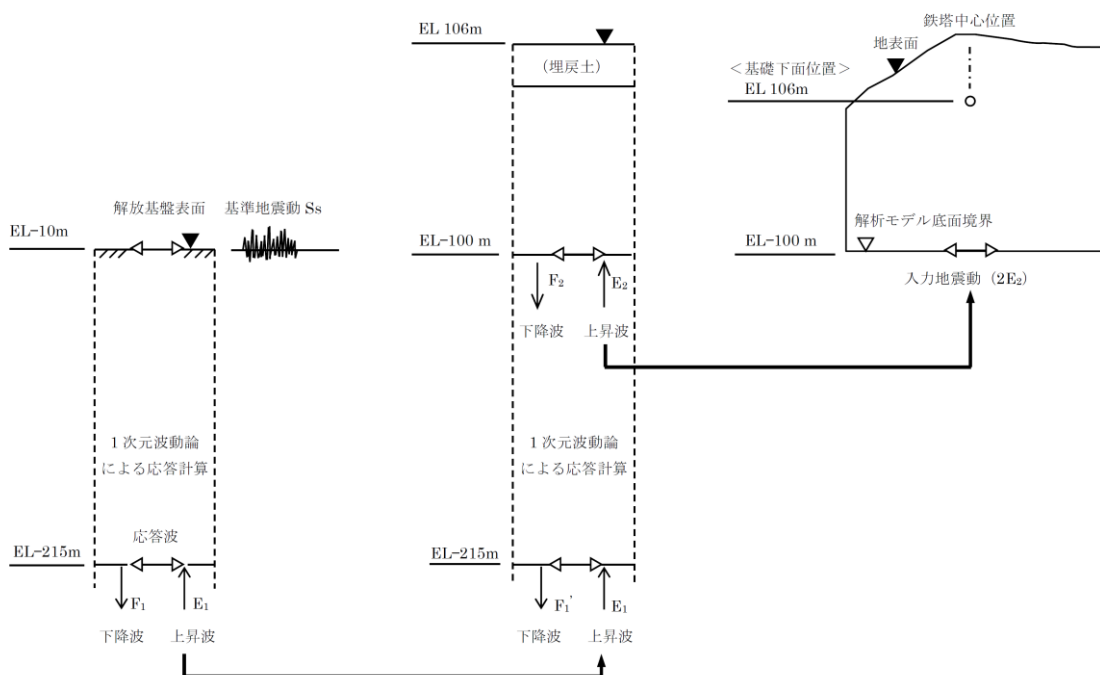 EL-10m
解放基盤表面
基準地震動 Ss
1次元波動論
による応答計算
EL-215m
応答波
F₁
E₁
下降波
上昇波
EL 106m
(埋戻土)
EL-100 m
F₂
E₂
下降波
上昇波
1次元波動論
による応答計算
EL-215m
F₁'
E₁
下降波
上昇波
鉄塔中心位置
地表面
<基礎下面位置>
EL 106m
解析モデル底面境界
EL-100 m
入力地震動(2E₂)